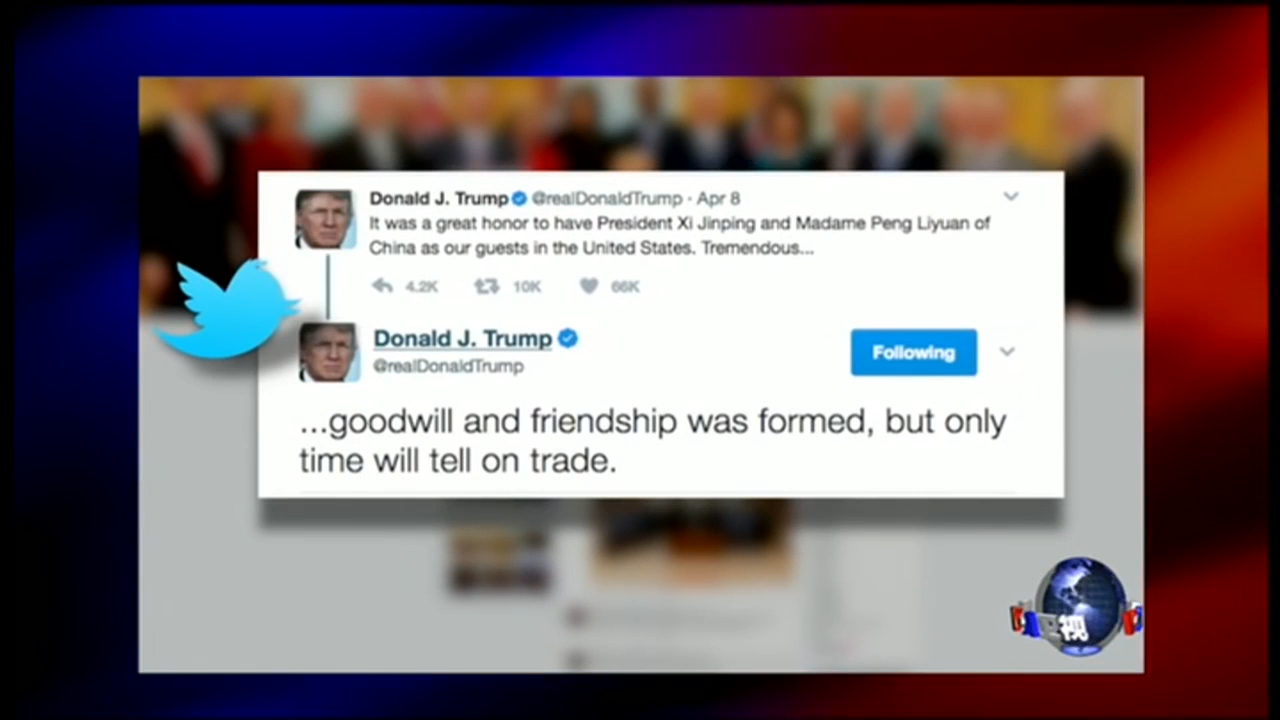 Donald J. Trump @realDonaldTrump · Apr 8
It was a great honor to have President Xi Jinping and Madame Peng Liyuan of
China as our guests in the United States. Tremendous...
4.2K 10K 66K
Donald J. Trump
@realDonaldTrump
Following
...goodwill and friendship was formed, but only
time will tell on trade.